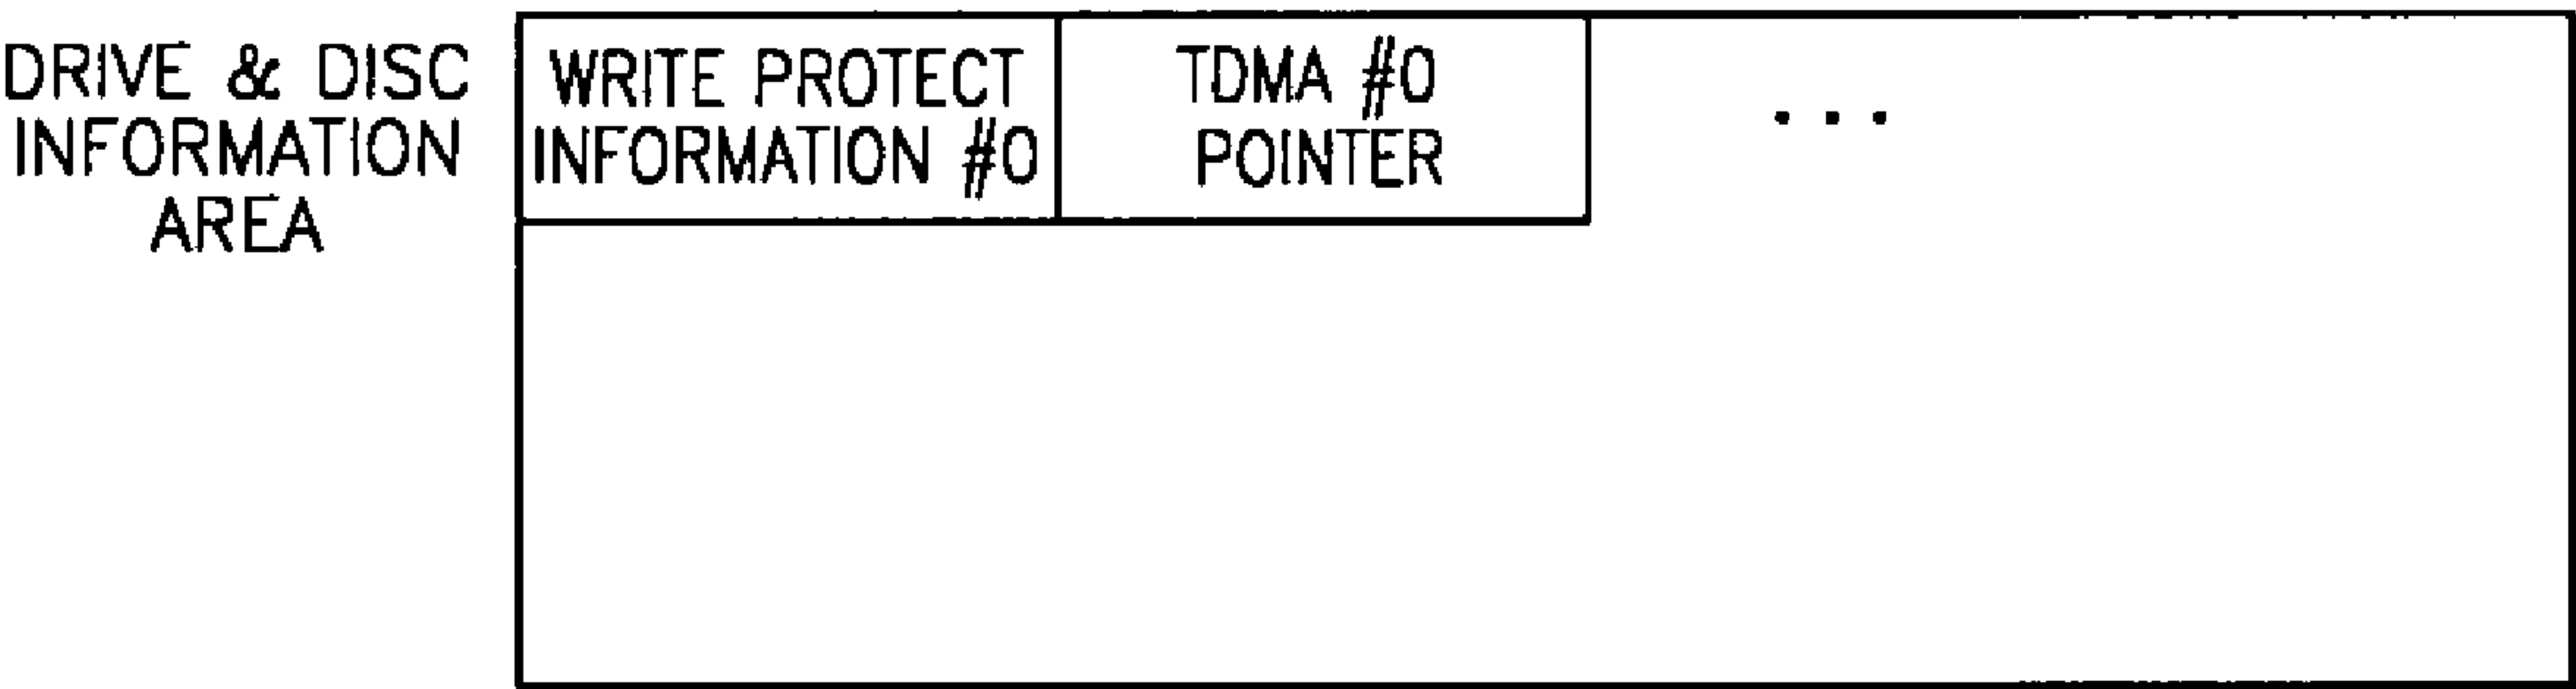 DRIVE & DISC
INFORMATION
AREA
WRITE PROTECT
INFORMATION #0
TDMA #0
POINTER
...